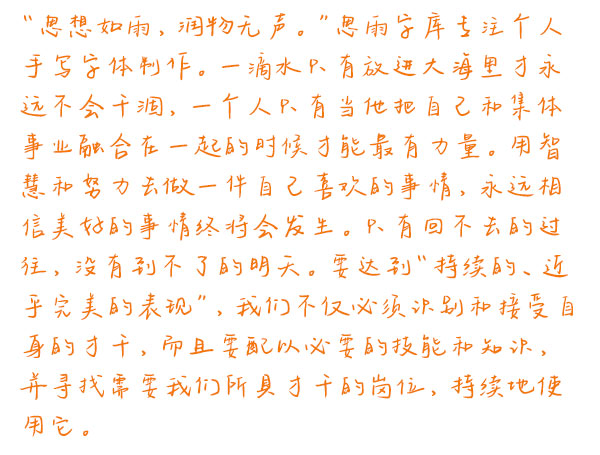 “思想如雨，润物无声。”思雨字库专注个人
手写字体制作。一滴水只有放进大海里才永
远不会干涸，一个人只有当他把自己和集体
事业融合在一起的时候才能最有力量。用智
慧和努力去做一件自己喜欢的事情，永远相
信美好的事情终将会发生。只有回不去的过
往，没有到不了的明天。要达到“持续的、近
乎完美的表现”，我们不仅必须识别和接受自
身的才干，而且要配以必要的技能和知识，
并寻找需要我们所具才干的岗位，持续地使
用它。